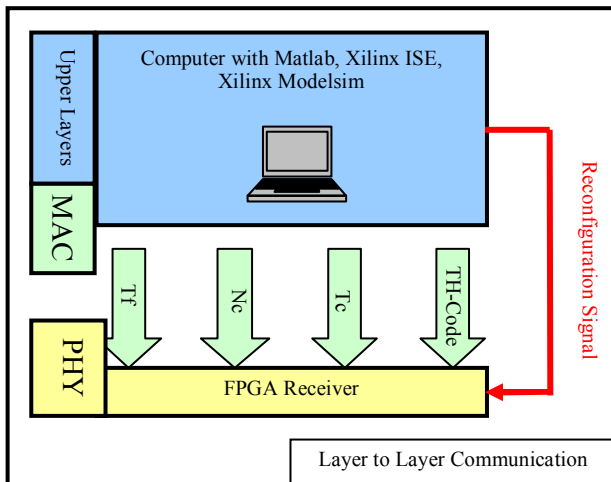 Upper Layers
Computer with Matlab, Xilinx ISE,
Xilinx Modelsim
MAC
Reconfiguration Signal
Tf
Nc
Tc
TH-Code
PHY
FPGA Receiver
Layer to Layer Communication